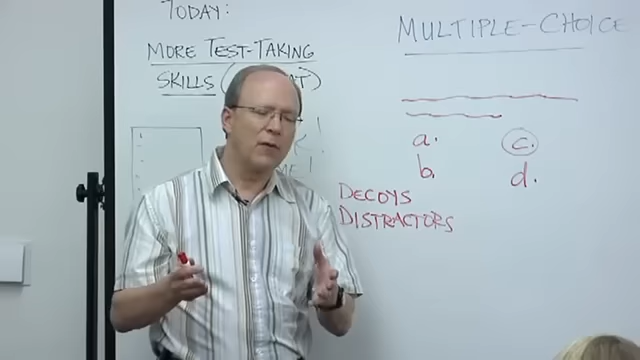 TODAY:
MORE TEST-TAKING
SKILLS (
MULTIPLE-CHOICE
a.
c.
b.
d.
DECOYS
DISTRACTORS